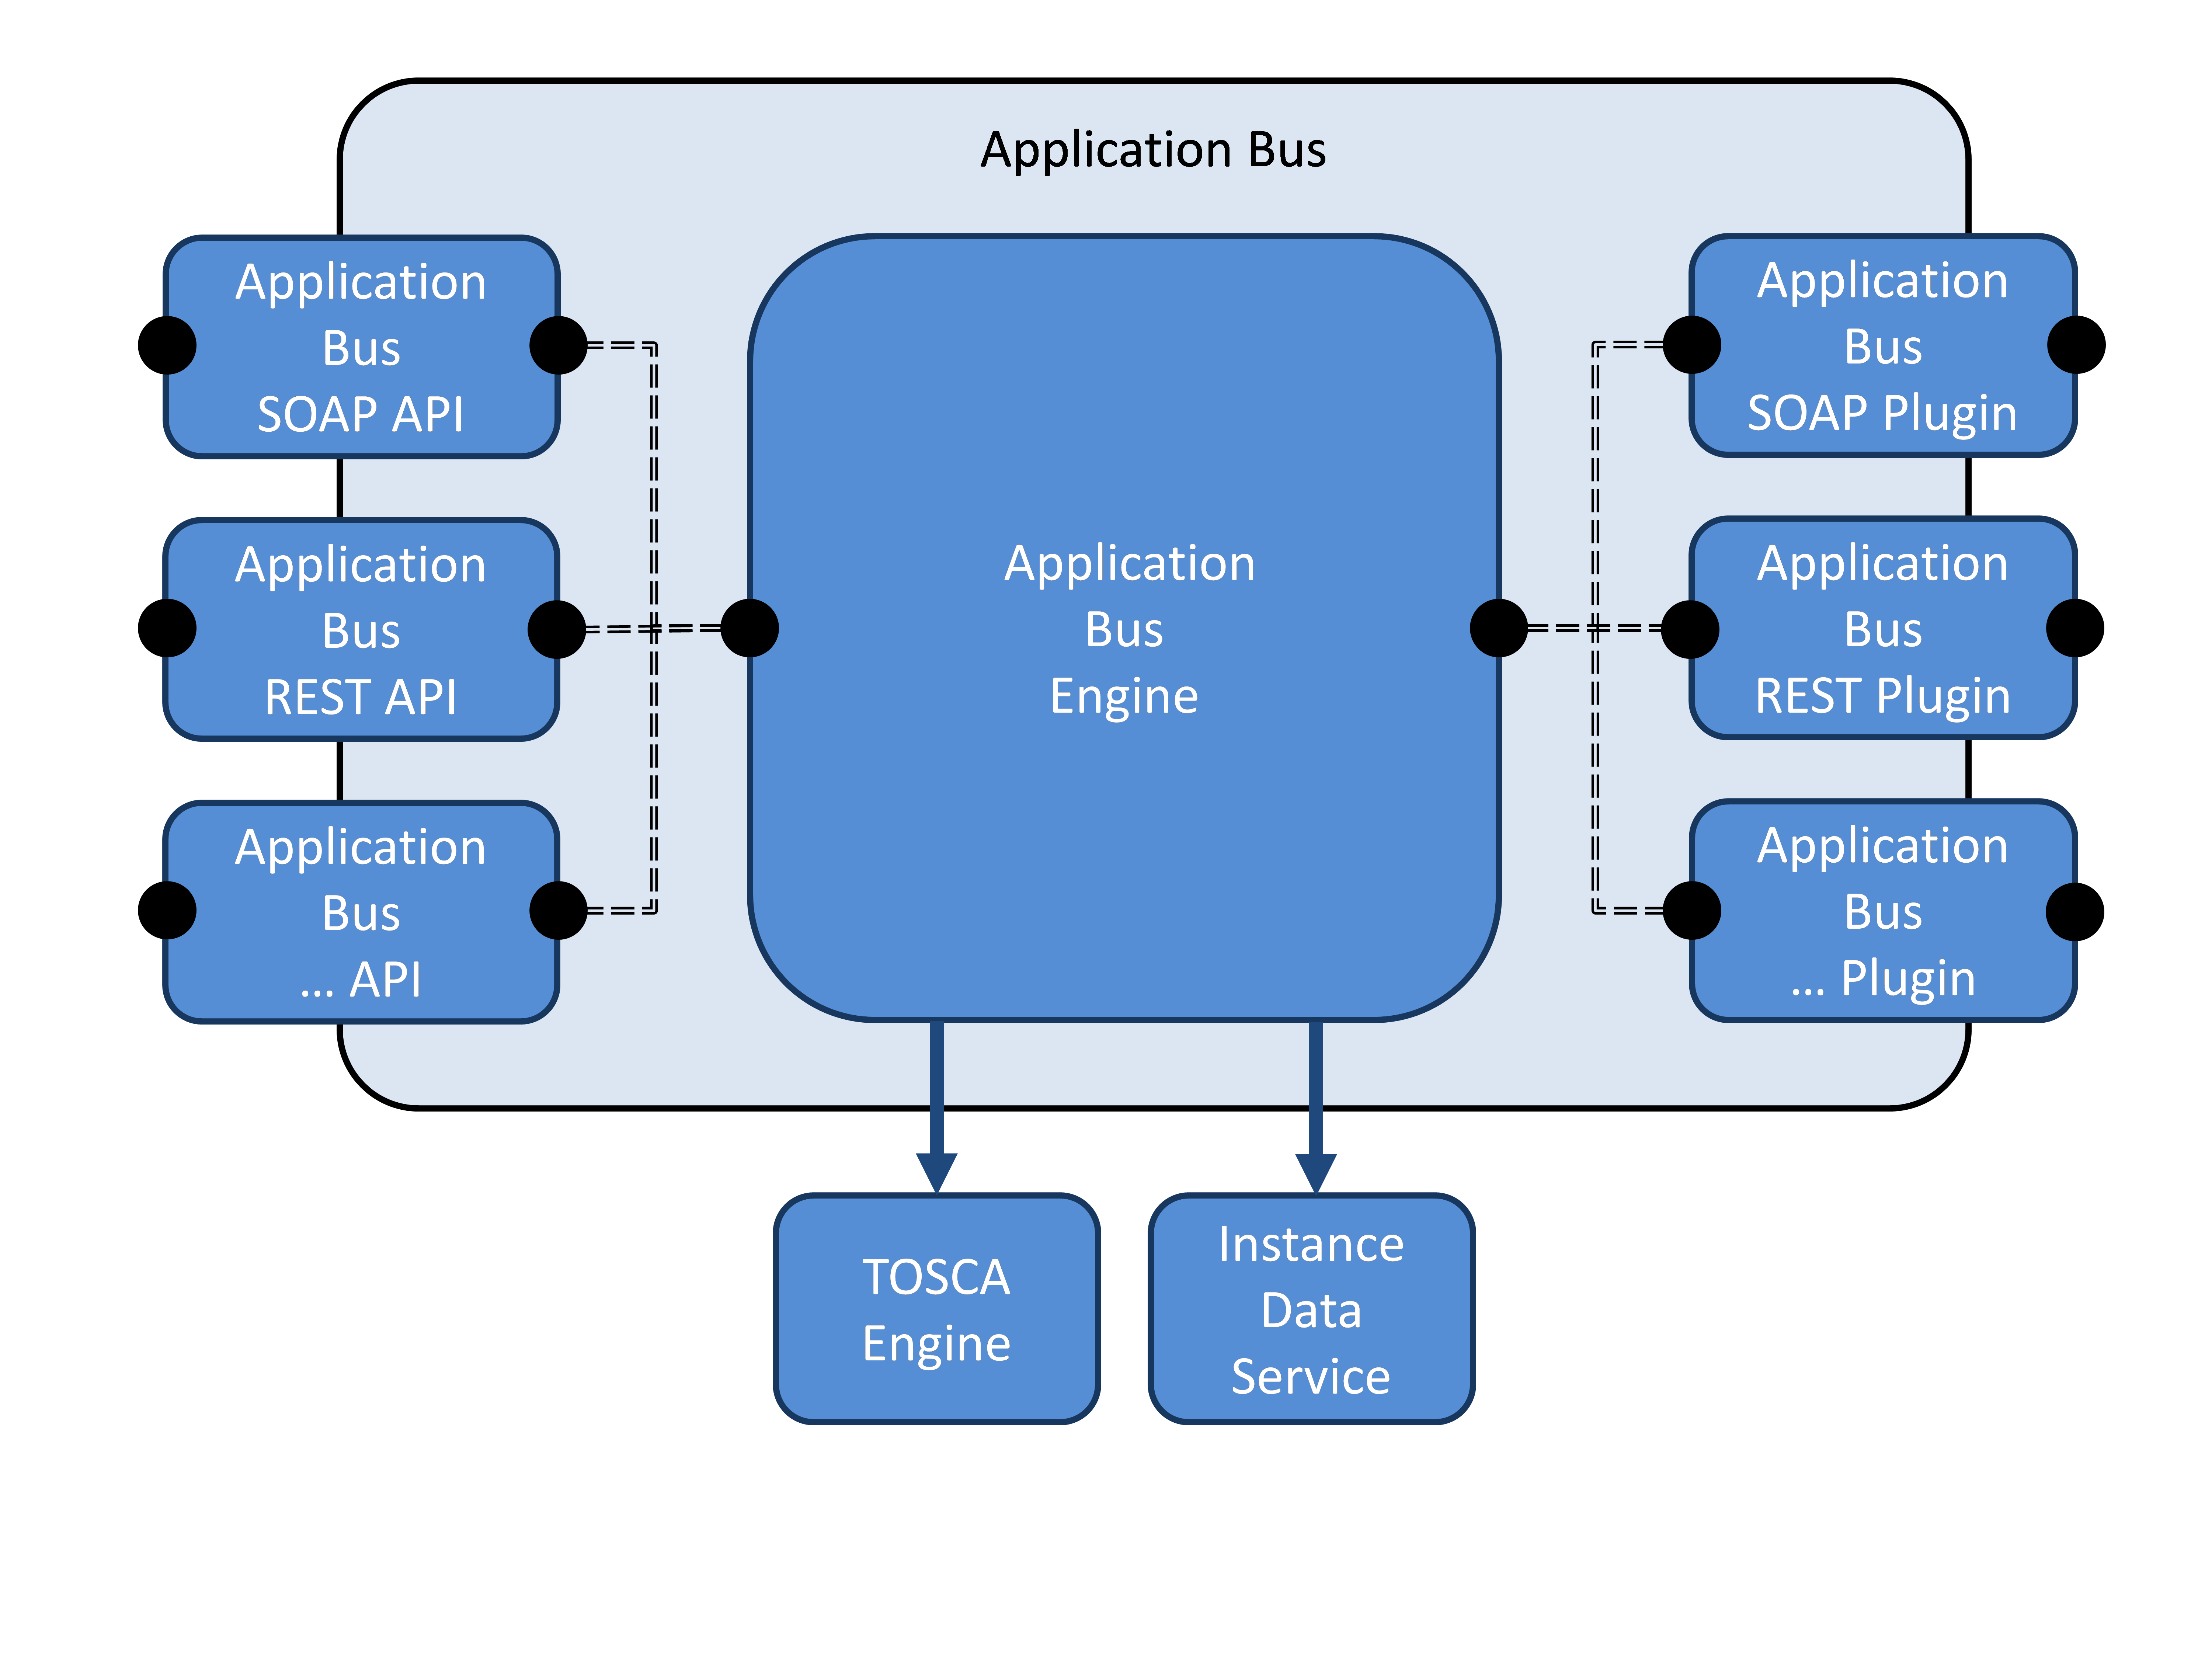 Application Bus
Application
Bus
SOAP API
Application
Bus
REST API
Application
Bus
... API
Application
Bus
Engine
Application
Bus
SOAP Plugin
Application
Bus
REST Plugin
Application
Bus
... Plugin
TOSCA
Engine
Instance
Data
Service